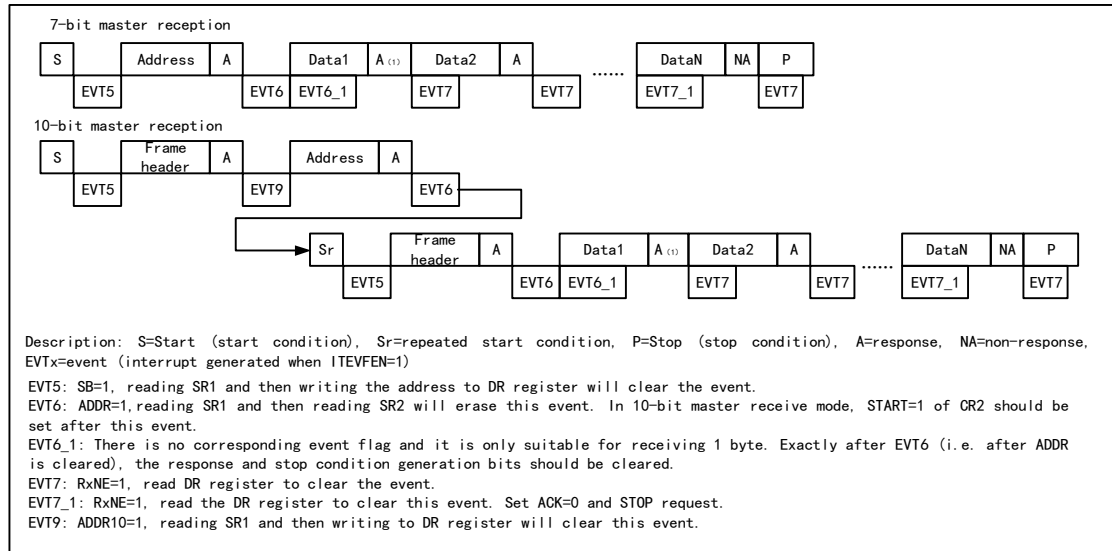 7-bit master reception
S Address A Data1 A(1) Data2 A ...... DataN NA P
EVT5 EVT6 EVT6_1 EVT7 EVT7 EVT7_1 EVT7
10-bit master reception
S Frame header A Address A
EVT5 EVT9 EVT6
Sr Frame header A Data1 A(1) Data2 A ...... DataN NA P
EVT5 EVT6 EVT6_1 EVT7 EVT7 EVT7_1 EVT7
Description: S=Start (start condition), Sr=repeated start condition, P=Stop (stop condition), A=response, NA=non-response,
EVTx=event (interrupt generated when ITEVFEN=1)
EVT5: SB=1, reading SR1 and then writing the address to DR register will clear the event.
EVT6: ADDR=1, reading SR1 and then reading SR2 will erase this event. In 10-bit master receive mode, START=1 of CR2 should be
set after this event.
EVT6_1: There is no corresponding event flag and it is only suitable for receiving 1 byte. Exactly after EVT6 (i.e. after ADDR
is cleared), the response and stop condition generation bits should be cleared.
EVT7: RxNE=1, read DR register to clear the event.
EVT7_1: RxNE=1, read the DR register to clear this event. Set ACK=0 and STOP request.
EVT9: ADDR10=1, reading SR1 and then writing to DR register will clear this event.